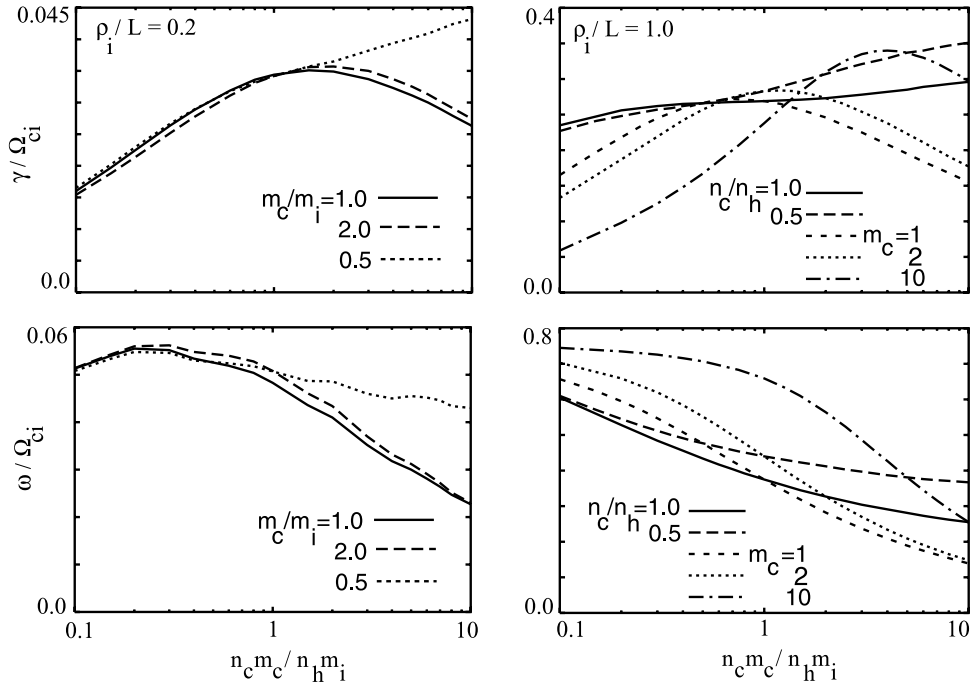 0.045
ρi / L = 0.2
γ / Ωci
mc/mi=1.0
2.0
0.5
0.0
0.4
ρi / L = 1.0
nc/nh=1.0
0.5
mc=1
2
10
0.0
0.06
ω / Ωci
mc/mi=1.0
2.0
0.5
0.0
0.1
1
10
ncmc/nhmi
0.8
nc/nh=1.0
0.5
mc=1
2
10
0.0
0.1
1
10
ncmc/nhmi